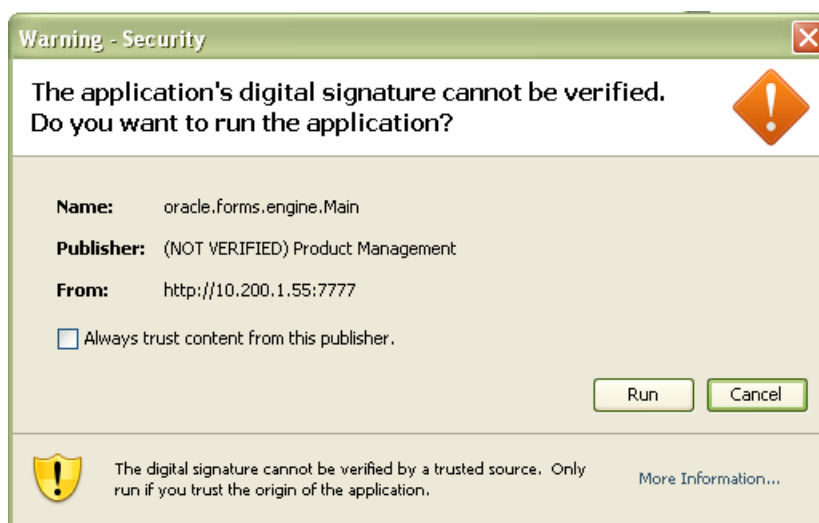 Warning - Security
The application's digital signature cannot be verified.
Do you want to run the application?
Name: oracle.forms.engine.Main
Publisher: (NOT VERIFIED) Product Management
From: http://10.200.1.55:7777
Always trust content from this publisher.
Run Cancel
The digital signature cannot be verified by a trusted source. Only
run if you trust the origin of the application.
More Information...